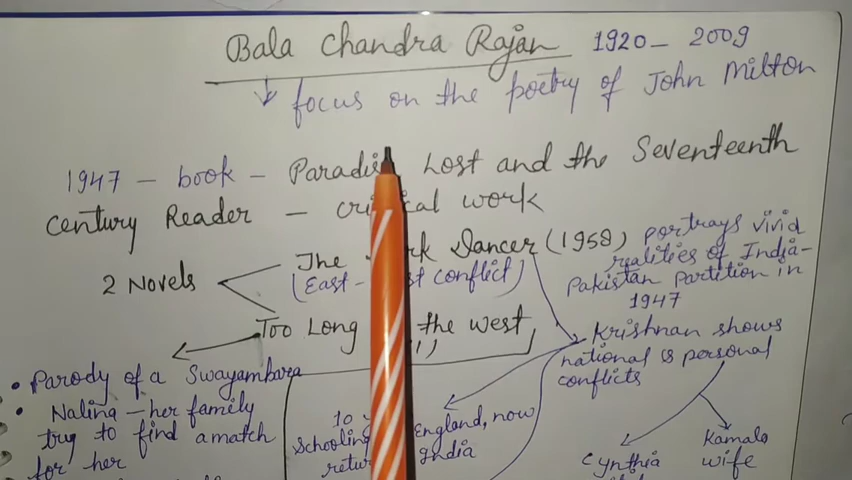 Bala Chandra Rajan 1920 - 2009
focus on the poetry of John Milton
1947 - book - Paradise Lost and the Seventeenth
century Reader - critical work
2 Novels
The Dancer (1958) portrays vivid
realities of India-
Pakistan Partition in
1947
(East - conflict)
Too Long the west
Krishnan shows
national is personal
conflicts
• Parody of a Swayambara
• Nalina - her family
try to find a match
for her
10
schooling England, now
India
Cynthia
Kamala
wife